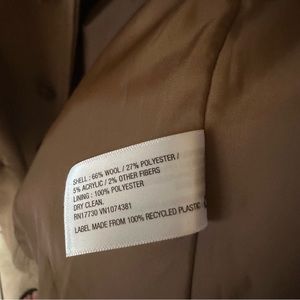 SHELL : 66% WOOL / 27% POLYESTER /
5% ACRYLIC / 2% OTHER FIBERS
LINING : 100% POLYESTER
DRY CLEAN.
RN17730 VN1074381
LABEL MADE FROM 100% RECYCLED PLASTIC